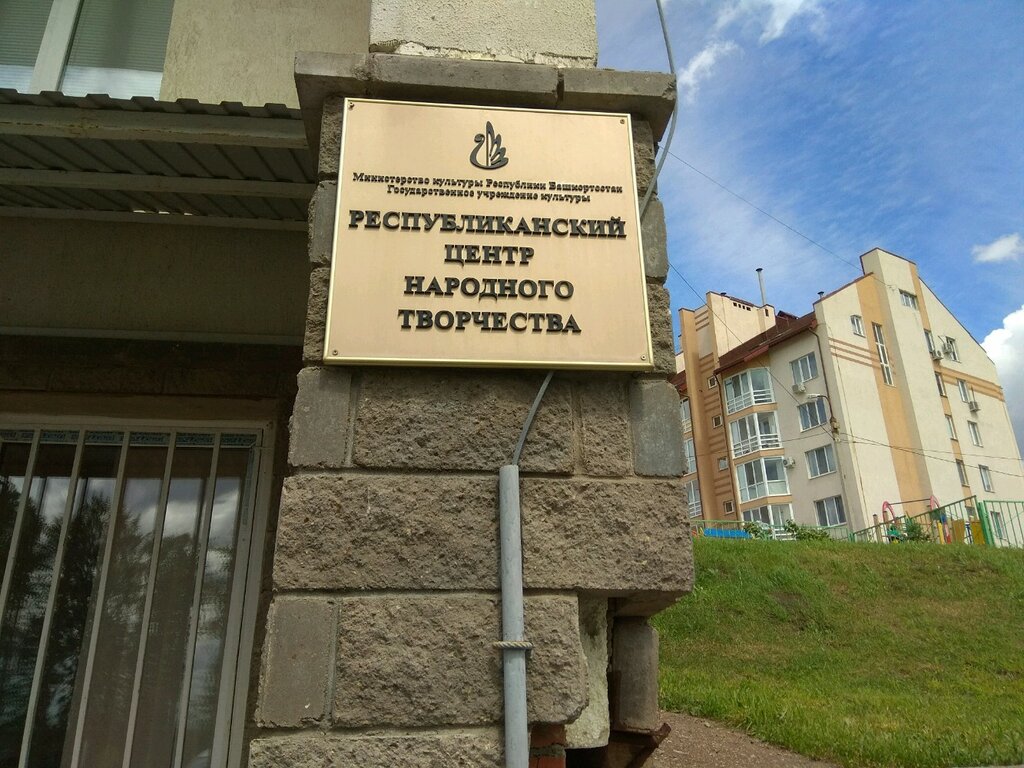 Министерство культуры Республики Башкортостан
Государственное учреждение культуры
РЕСПУБЛИКАНСКИЙ
ЦЕНТР
НАРОДНОГО
ТВОРЧЕСТВА